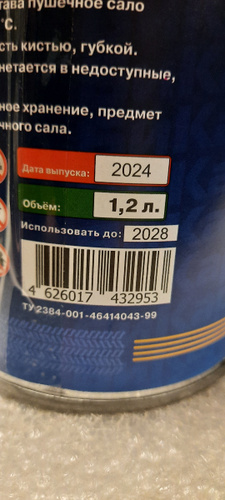 става пушечное сало
°С.
сть кистью, губкой.
нетается в недоступные,
ное хранение, предмет
чного сала.
Дата выпуска: 2024
Объём: 1,2 л.
Использовать до: 2028
4 626017 432953
ТУ 2384-001-46414043-99